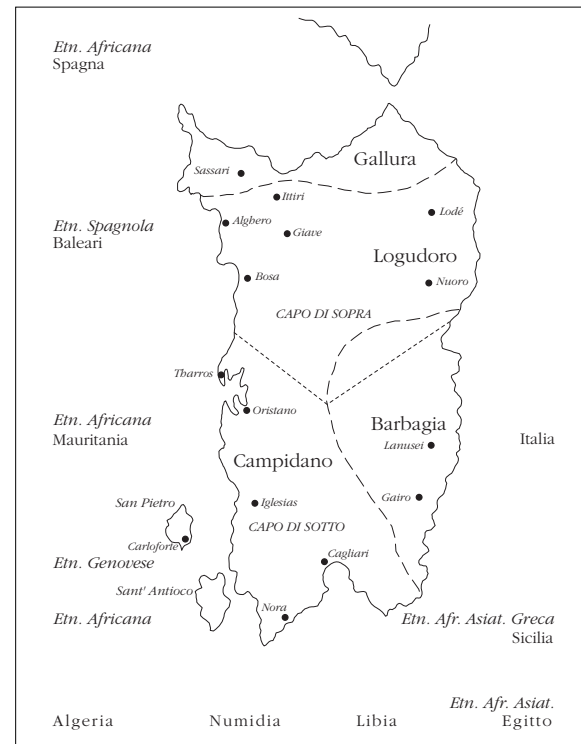 Etn. Africana
Spagna
Gallura
Sassari
Ittiri
Lodé
Etn. Spagnola
Baleari
Alghero
Giave
Logudoro
Bosa
Nuoro
CAPO DI SOPRA
Tharros
Oristano
Etn. Africana
Mauritania
Barbagia
Italia
Lanusei
Campidano
San Pietro
Iglesias
Gairo
CAPO DI SOTTO
Carloforte
Etn. Genovese
Cagliari
Sant' Antioco
Nora
Etn. Africana
Etn. Afr. Asiat. Greca
Sicilia
Etn. Afr. Asiat.
Algeria Numidia Libia Egitto